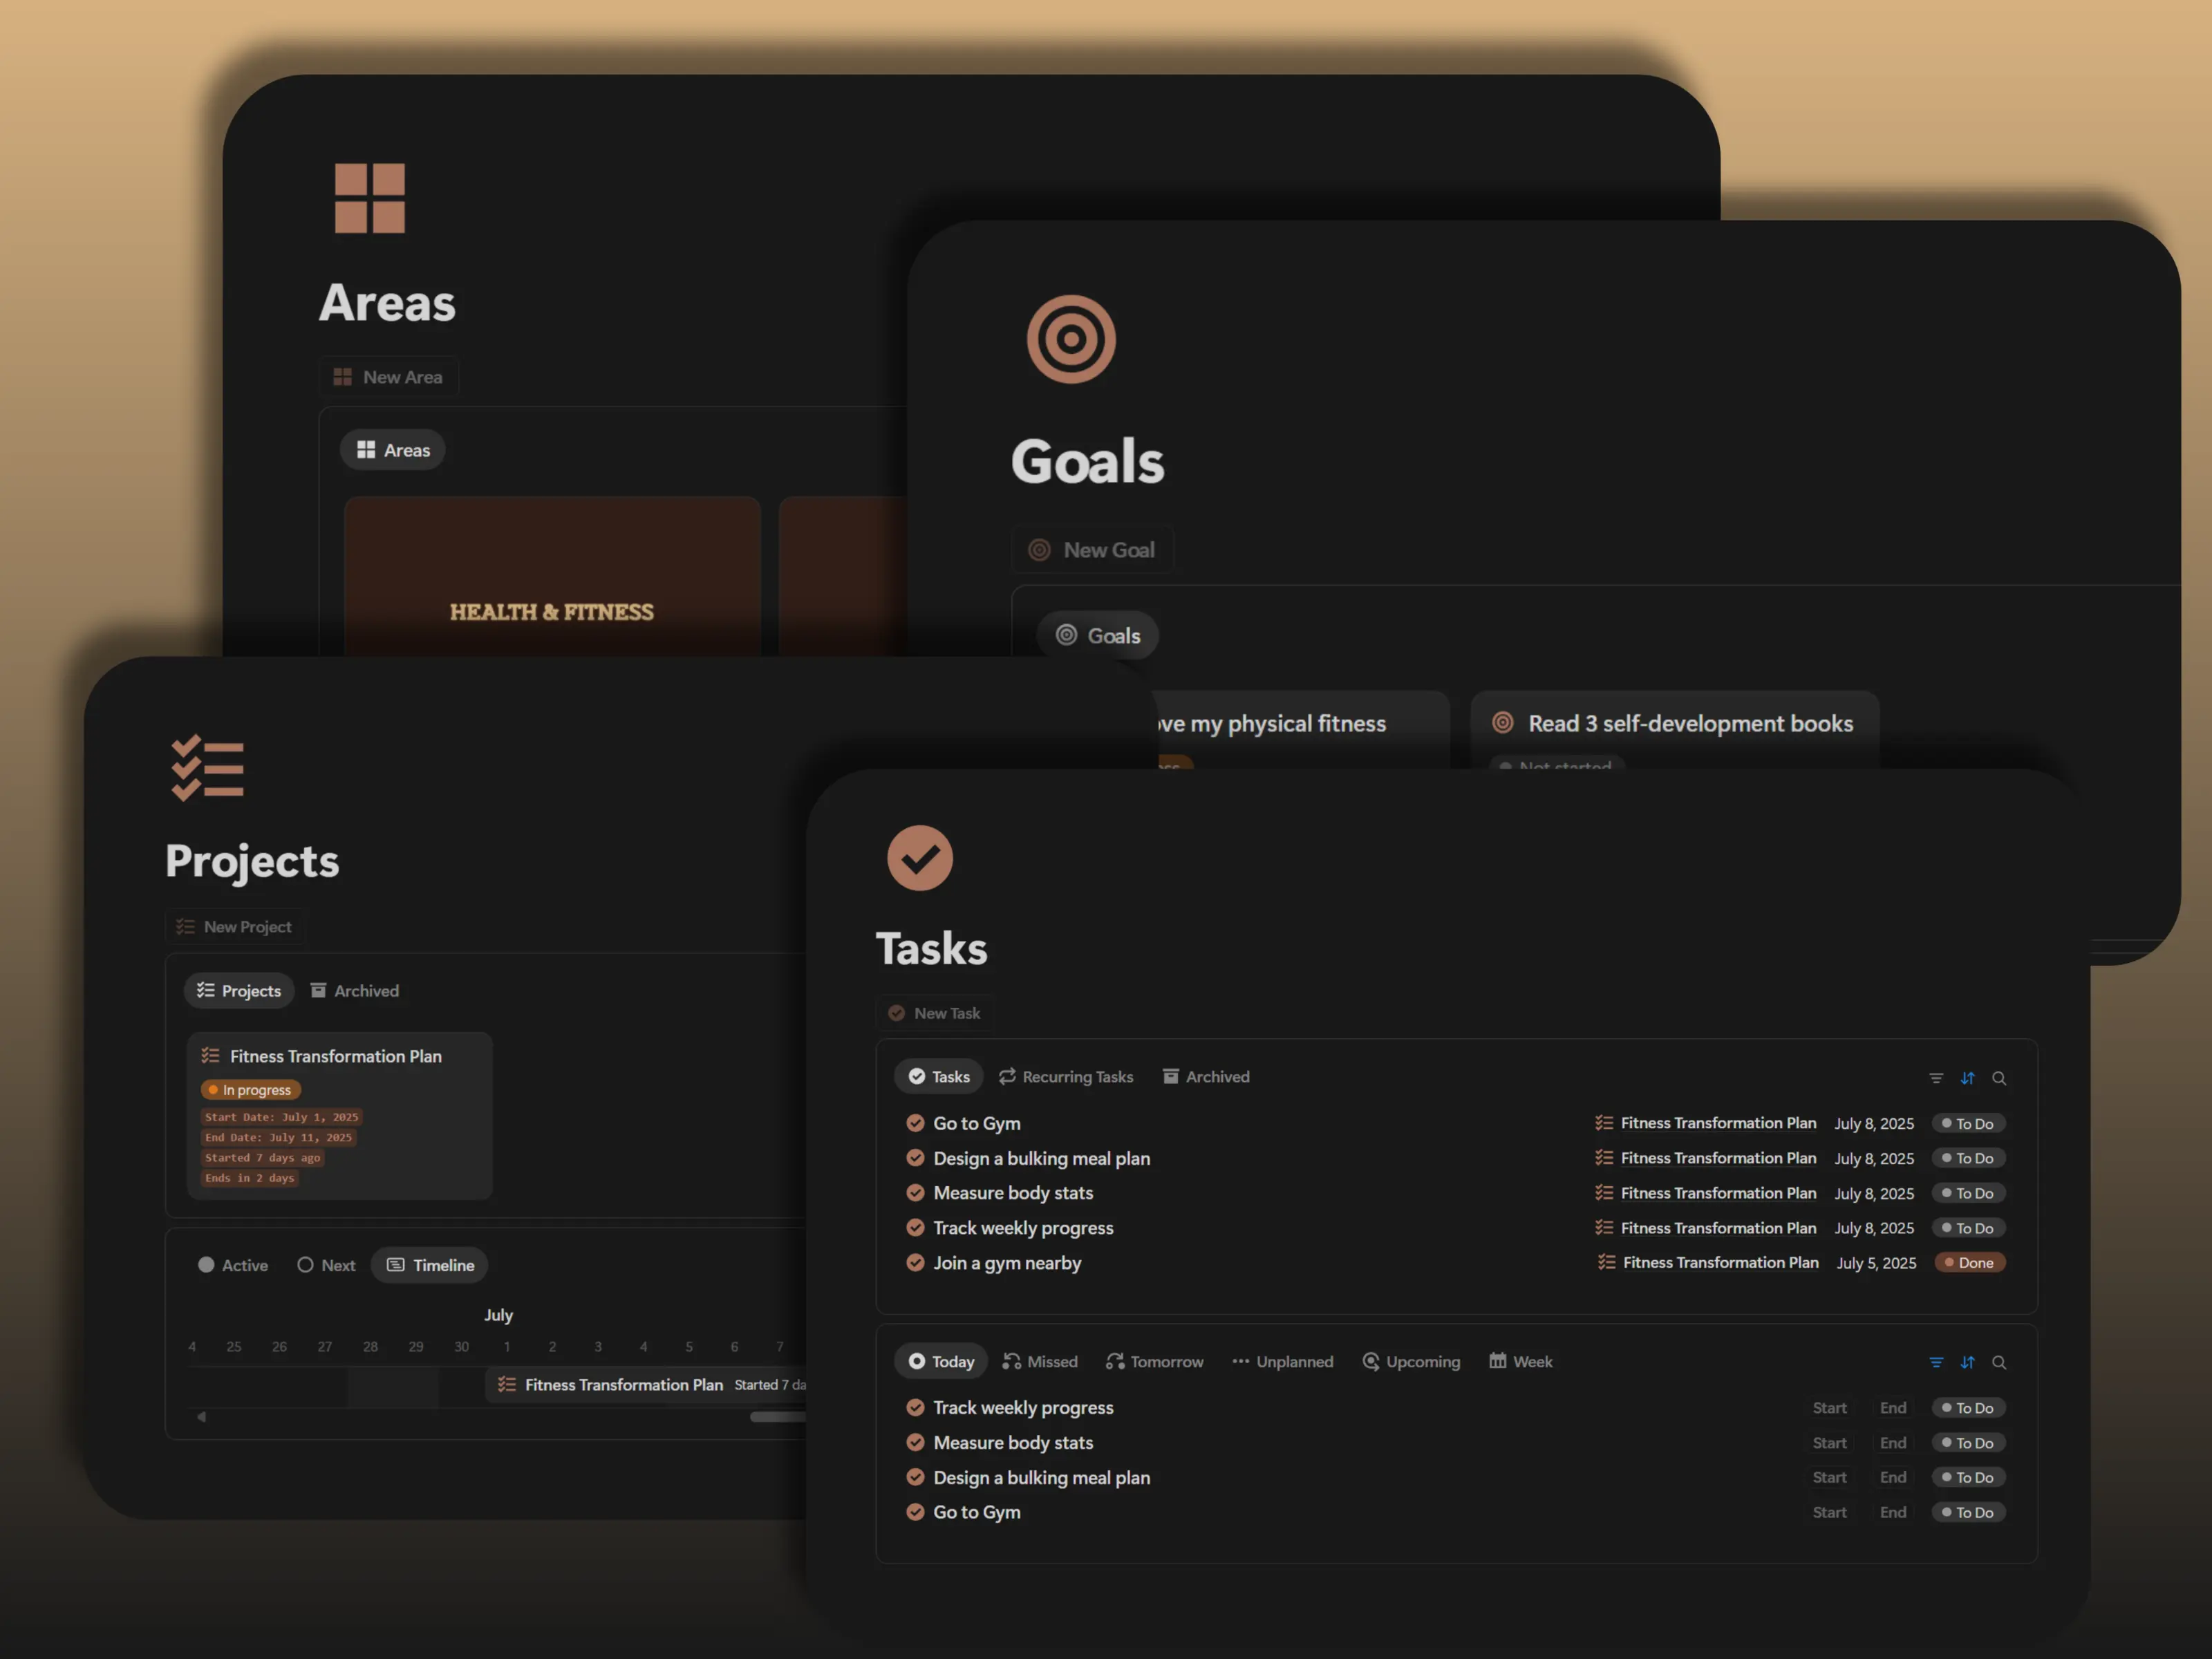 Areas
New Area
Areas
HEALTH & FITNESS
Goals
New Goal
Goals
my physical fitness
Read 3 self-development books
Not started
Projects
New Project
Projects Archived
Fitness Transformation Plan
In progress
Start Date: July 1, 2025
End Date: July 11, 2025
Started 7 days ago
Ends in 2 days
Active Next Timeline
July
4 25 26 27 28 29 30 1 2 3 4 5 6 7
Fitness Transformation Plan Started 7 da
Tasks
New Task
Tasks Recurring Tasks Archived
Go to Gym Fitness Transformation Plan July 8, 2025 To Do
Design a bulking meal plan Fitness Transformation Plan July 8, 2025 To Do
Measure body stats Fitness Transformation Plan July 8, 2025 To Do
Track weekly progress Fitness Transformation Plan July 8, 2025 To Do
Join a gym nearby Fitness Transformation Plan July 5, 2025 Done
Today Missed Tomorrow Unplanned Upcoming Week
Track weekly progress Start End To Do
Measure body stats Start End To Do
Design a bulking meal plan Start End To Do
Go to Gym Start End To Do